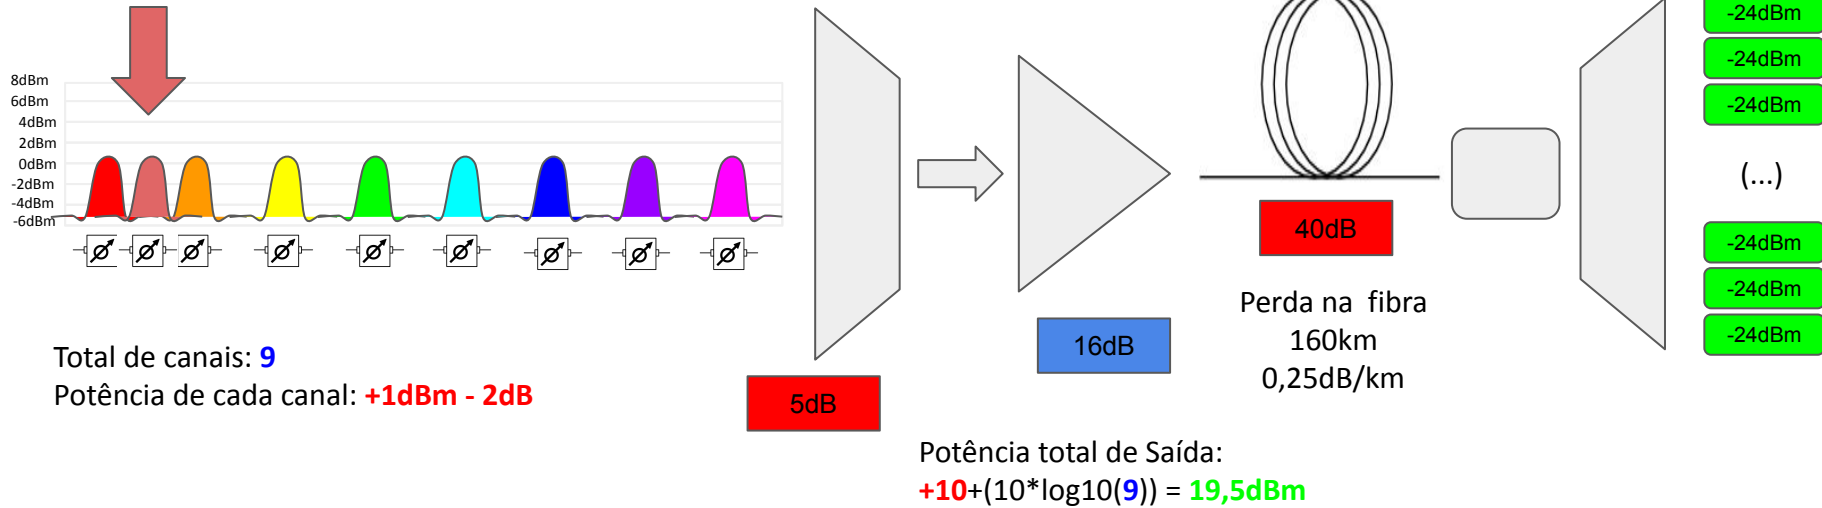 8dBm
6dBm
4dBm
2dBm
0dBm
-2dBm
-4dBm
-6dBm
Total de canais: 9
Potência de cada canal: +1dBm - 2dB
5dB
16dB
Potência total de Saída:
+10+(10*log10(9)) = 19,5dBm
40dB
Perda na fibra
160km
0,25dB/km
-24dBm
-24dBm
-24dBm
(...)
-24dBm
-24dBm
-24dBm